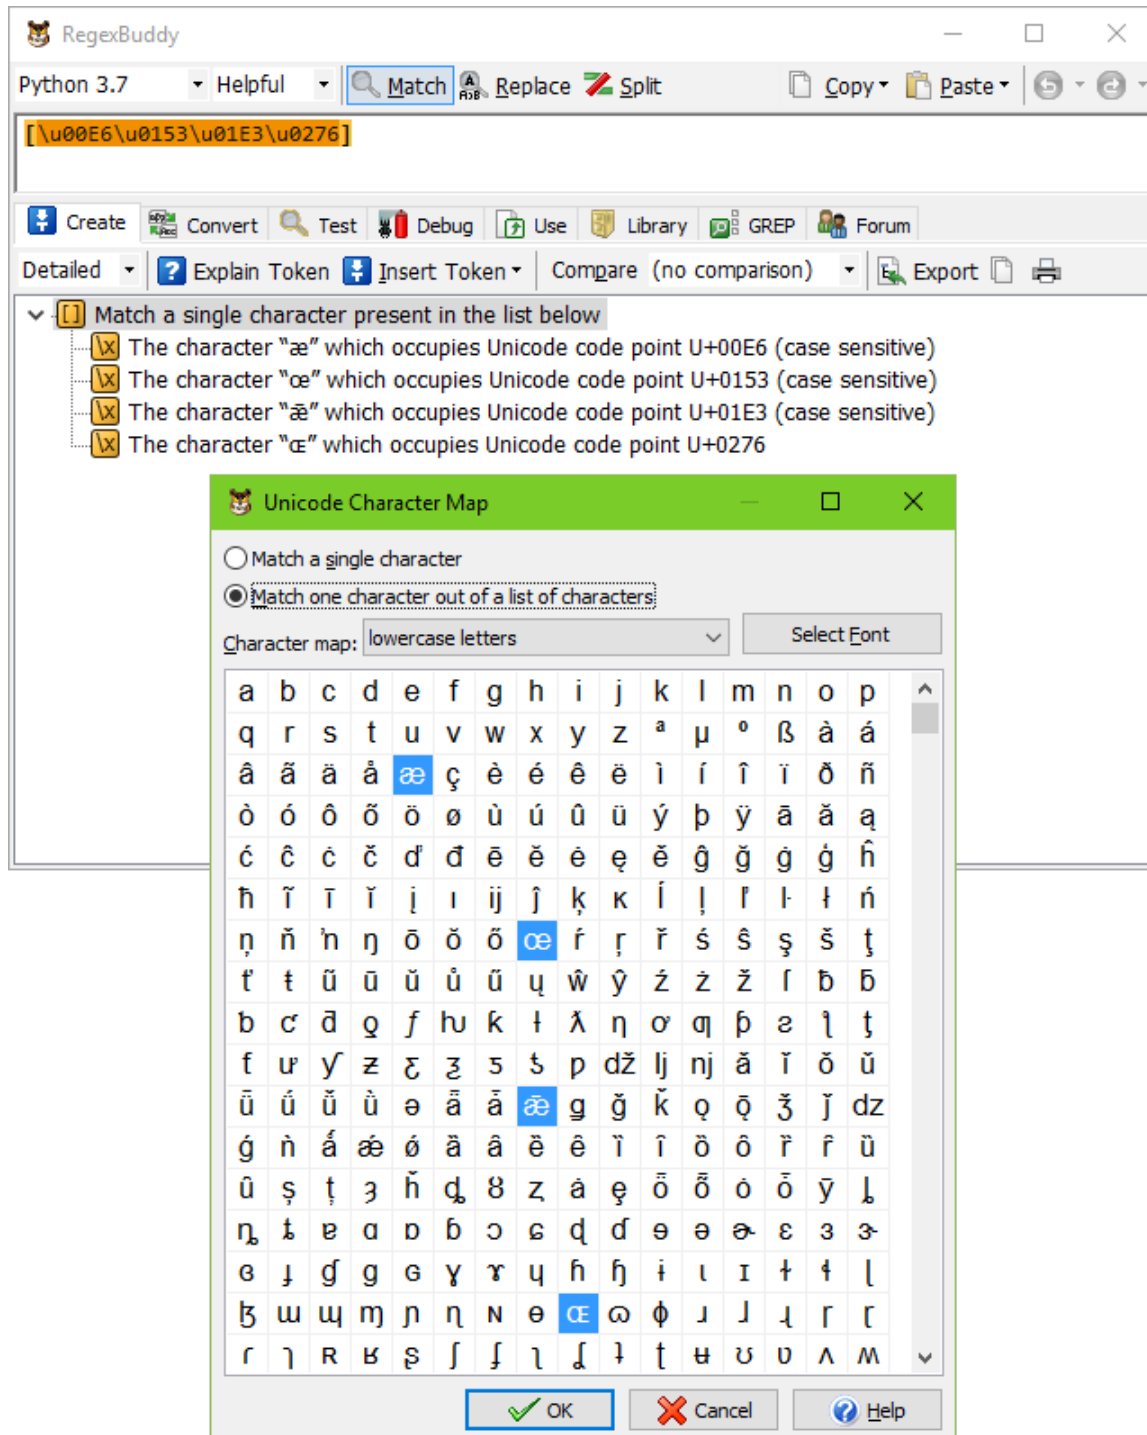 RegexBuddy
Python 3.7 Helpful Match Replace Split Copy Paste
[\u00E6\u0153\u01E3\u0276]
Create Convert Test Debug Use Library GREP Forum
Detailed Explain Token Insert Token Compare (no comparison) Export
Match a single character present in the list below
The character “æ” which occupies Unicode code point U+00E6 (case sensitive)
The character “œ” which occupies Unicode code point U+0153 (case sensitive)
The character “ǣ” which occupies Unicode code point U+01E3 (case sensitive)
The character “ɶ” which occupies Unicode code point U+0276
Unicode Character Map
Match a single character
Match one character out of a list of characters
Character map: lowercase letters Select Font
a b c d e f g h i j k l m n o p
q r s t u v w x y z ª µ º ß à á
â ã ä å æ ç è é ê ë ì í î ï ð ñ
ò ó ô õ ö ø ù ú û ü ý þ ÿ ā ă ą
ć ĉ ċ č ď đ ē ĕ ė ę ě ĝ ğ ġ ģ ĥ
ħ ĩ ī ĭ į ı ĳ ĵ ķ ĸ ĺ ļ ľ ŀ ł ń
ņ ň ŉ ŋ ō ŏ ő œ ŕ ŗ ř ś ŝ ş š ţ
ť ŧ ũ ū ŭ ů ű ų ŵ ŷ ź ż ž ſ ƀ ƃ
ƅ ƈ ƌ ƍ ƒ ƕ ƙ ƚ ƛ ƞ ơ ƣ ƥ ƨ ƪ ƫ
ƭ ư ƴ ƶ ƹ ƺ ƽ ƾ ƿ ǆ ǉ ǌ ǎ ǐ ǒ ǔ
ǖ ǘ ǚ ǜ ǝ ǟ ǡ ǣ ǥ ǧ ǩ ǫ ǭ ǯ ǰ ǳ
ǵ ǹ ǻ ǽ ǿ ȁ ȃ ȅ ȇ ȉ ȋ ȍ ȏ ȑ ȓ ȕ
ȗ ș ț ȝ ȟ ȡ ȣ ȥ ȧ ȩ ȫ ȭ ȯ ȱ ȳ ȴ
ȵ ȶ ɐ ɑ ɒ ɓ ɔ ɕ ɖ ɗ ɘ ə ɚ ɛ ɜ ɝ
ɞ ɟ ɠ ɡ ɢ ɣ ɤ ɥ ɦ ɧ ɨ ɩ ɪ ɫ ɬ ɭ
ɮ ɯ ɰ ɱ ɲ ɳ ɴ ɵ ɶ ɷ ɸ ɹ ɺ ɻ ɼ ɽ
ɾ ɿ ʀ ʁ ʂ ʃ ʄ ʅ ʆ ʇ ʈ ʉ ʊ ʋ ʌ ʍ
OK Cancel Help